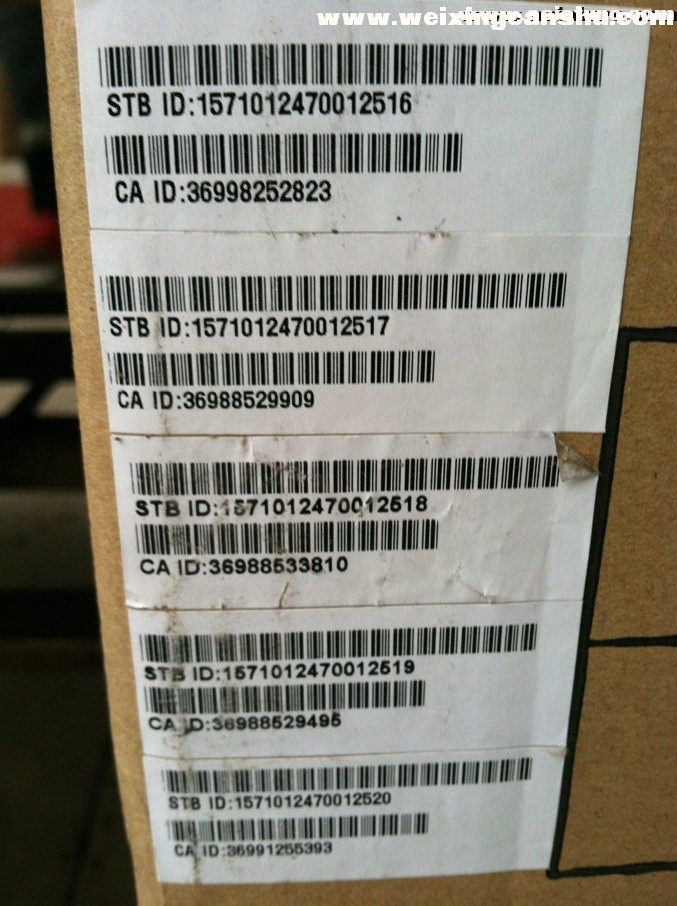 www.weixingcanshu.com
STB ID:1571012470012516
CA ID:36998252823
STB ID:1571012470012517
CA ID:36988529909
STB ID:1571012470012518
CA ID:36988533810
STB ID:1571012470012519
CA ID:36988529495
STB ID:1571012470012520
CA ID:36991255393